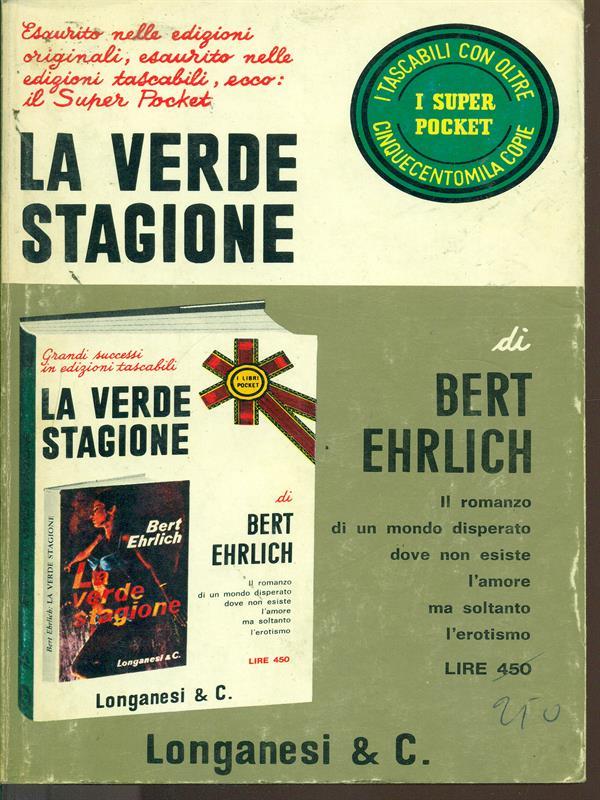 Esaurito nelle edizioni
originali, esaurito nelle
edizioni tascabili, ecco:
il Super Pocket
I TASCABILI CON OLTRE
I SUPER
POCKET
CINQUECENTOMILA COPIE
LA VERDE
STAGIONE
di
BERT
EHRLICH
Il romanzo
di un mondo disperato
dove non esiste
l'amore
ma soltanto
l'erotismo
LIRE 450
250
Grandi successi
in edizioni tascabili
I LIBRI
POCKET
LA VERDE
STAGIONE
di
BERT
EHRLICH
Il romanzo
di un mondo disperato
dove non esiste
l'amore
ma soltanto
l'erotismo
LIRE 450
Bert Ehrlich: LA VERDE STAGIONE
Bert
Ehrlich
La
verde
stagione
Longanesi & C.
Longanesi & C.
Longanesi & C.